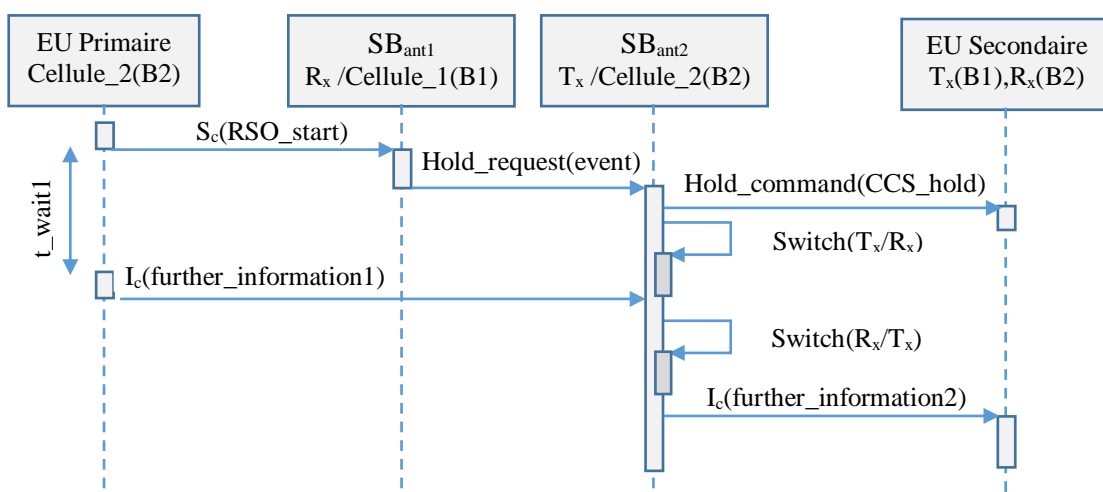 EU Primaire
Cellule_2(B2)
SBant1
Rx /Cellule_1(B1)
SBant2
Tx /Cellule_2(B2)
EU Secondaire
Tx(B1),Rx(B2)
Sc(RSO_start)
Hold_request(event)
Hold_command(CCS_hold)
t_wait1
Switch(Tx/Rx)
Ic(further_information1)
Switch(Rx/Tx)
Ic(further_information2)